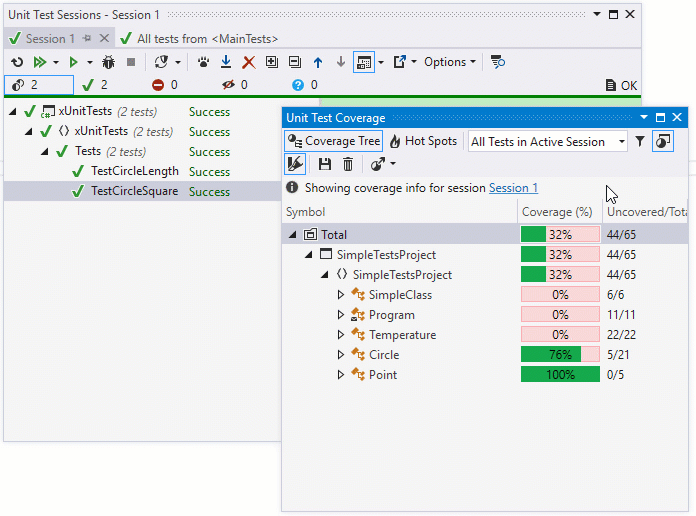 Unit Test Sessions - Session 1
Session 1
All tests from <MainTests>
Options
2
2
0
0
0
OK
xUnitTests (2 tests) Success
xUnitTests (2 tests) Success
Tests (2 tests) Success
TestCircleLength Success
TestCircleSquare Success
Unit Test Coverage
Coverage Tree
Hot Spots
All Tests in Active Session
Showing coverage info for session Session 1
Symbol Coverage (%) Uncovered/Tota
Total 32% 44/65
SimpleTestsProject 32% 44/65
SimpleTestsProject 32% 44/65
SimpleClass 0% 6/6
Program 0% 11/11
Temperature 0% 22/22
Circle 76% 5/21
Point 100% 0/5